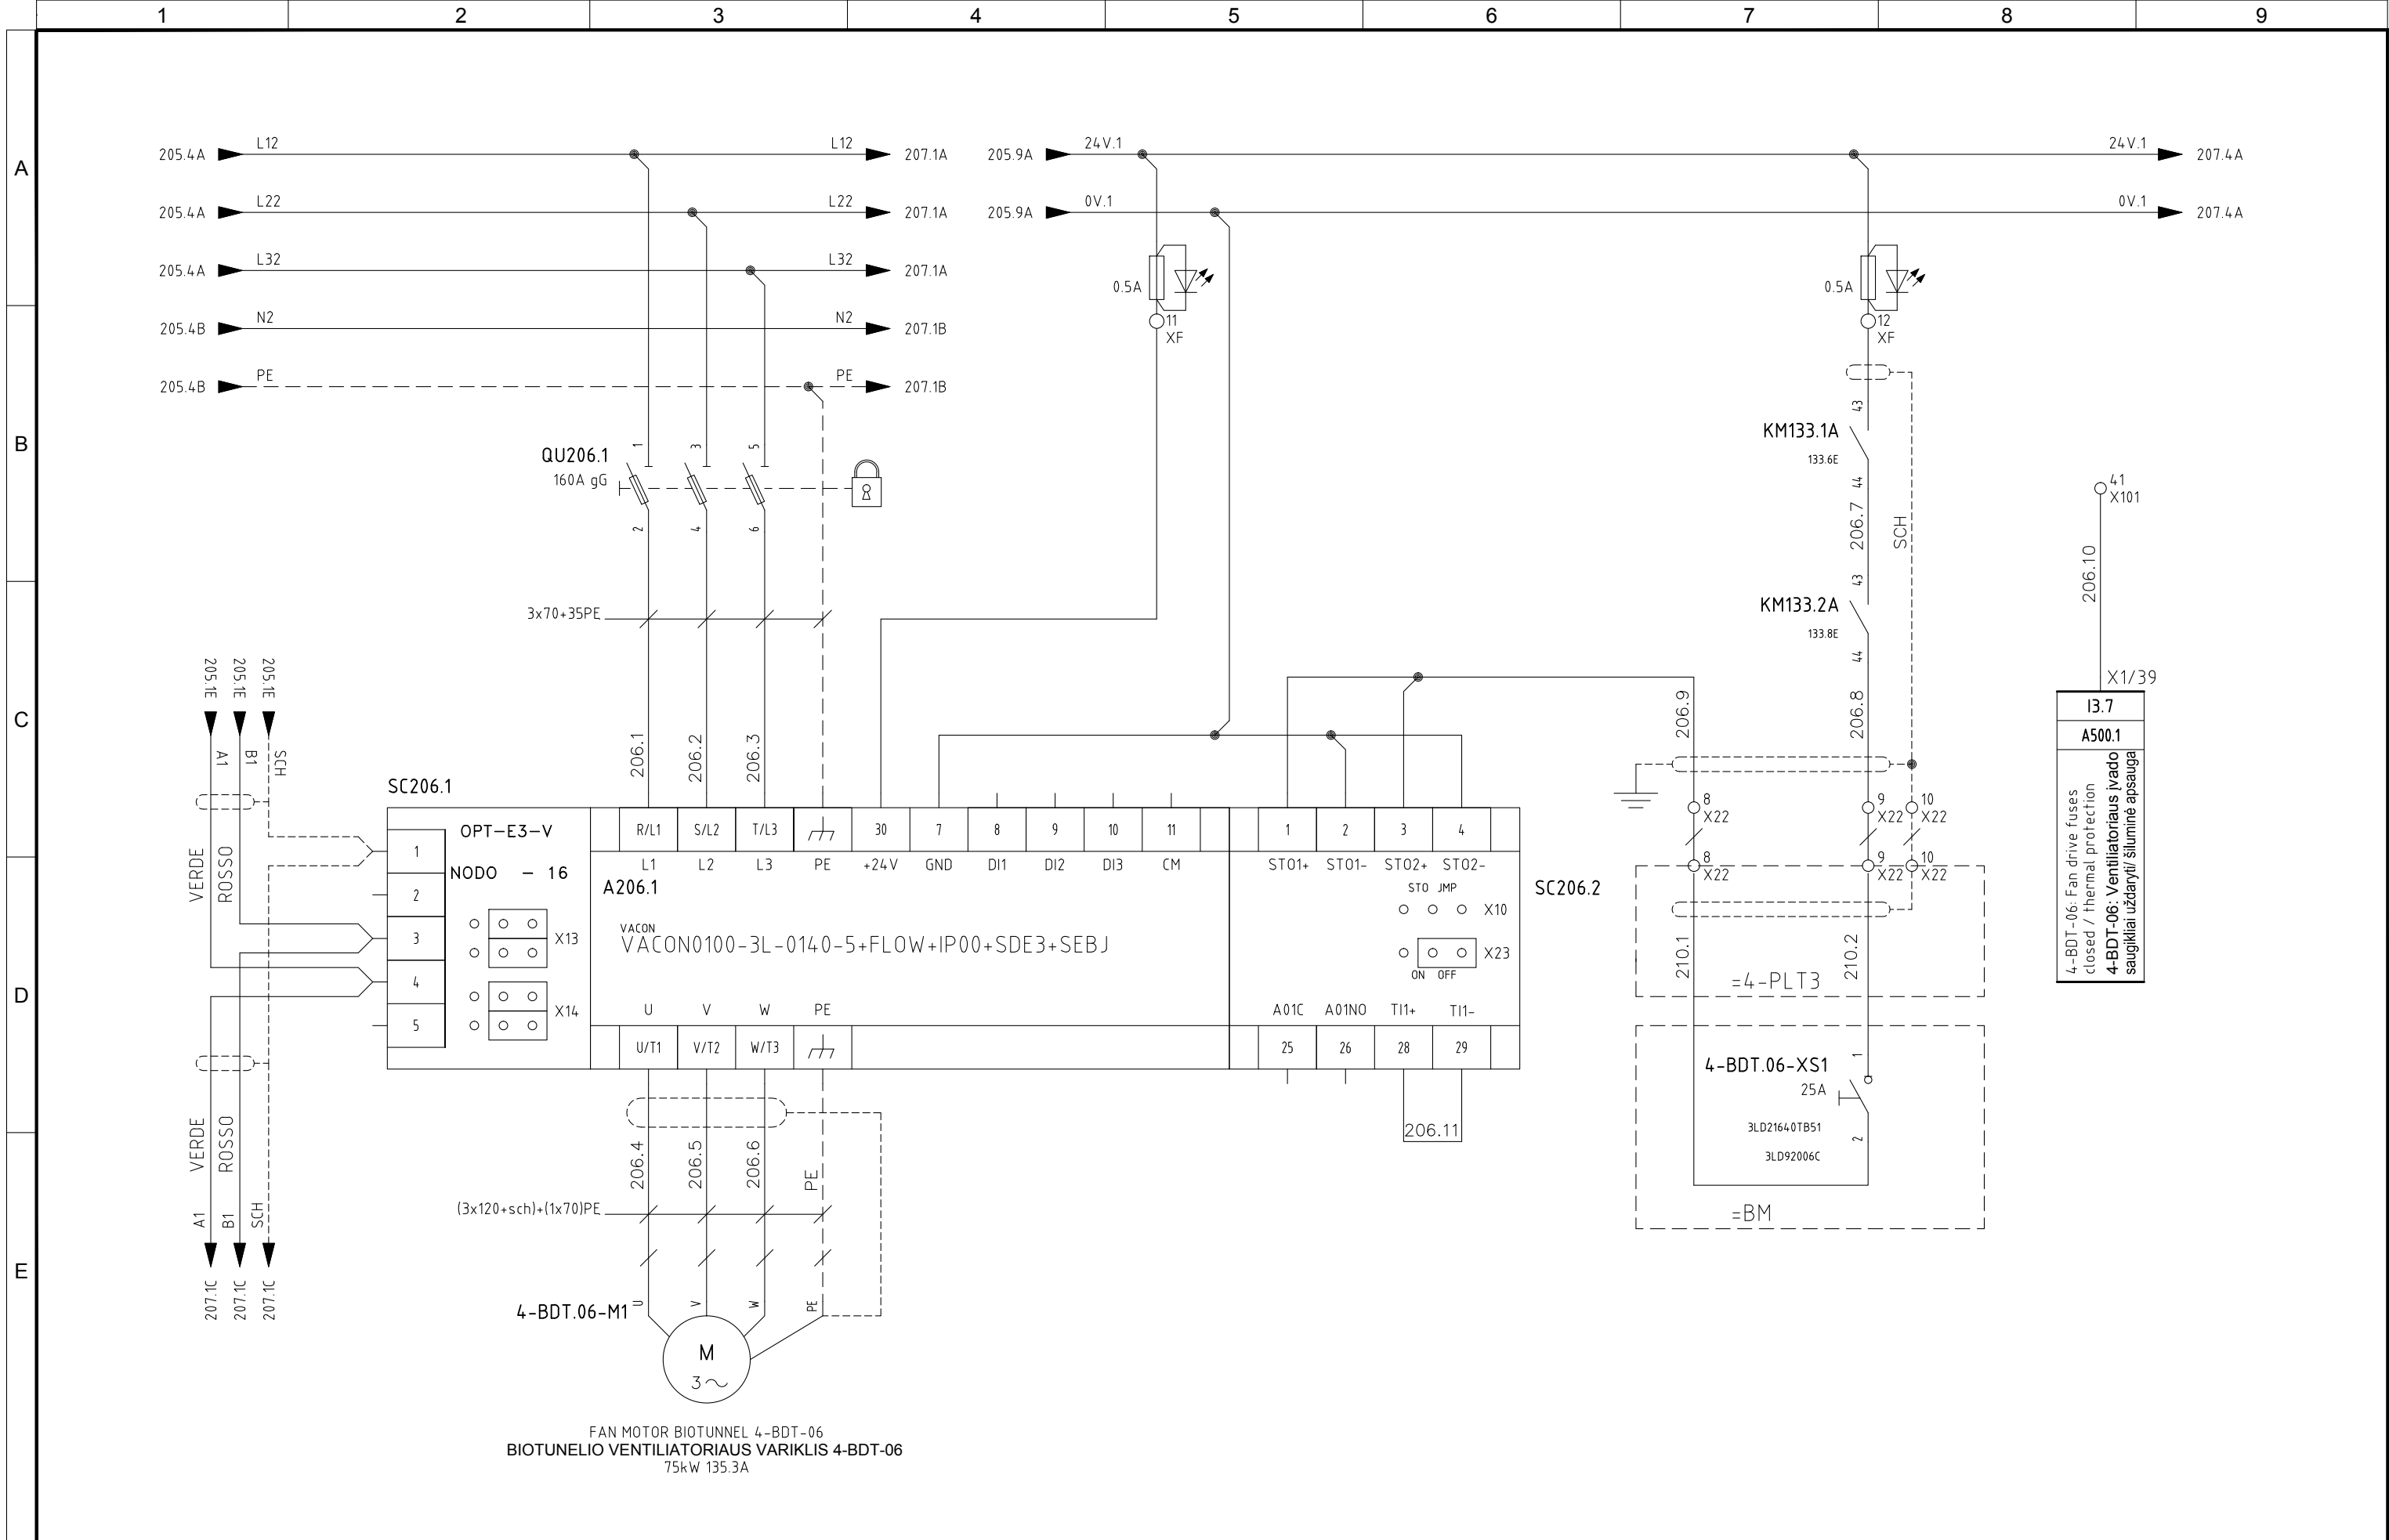 1 2 3 4 5 6 7 8 9
A
B
C
D
E
205.4A L12 L12 207.1A 205.9A 24V.1 24V.1 207.4A
205.4A L22 L22 207.1A 205.9A 0V.1 0V.1 207.4A
205.4A L32 L32 207.1A
0.5A
0.5A
205.4B N2 N2 207.1B
11
XF
12
XF
205.4B PE PE 207.1B
QU206.1
160A gG
1 3 5
2 4 6
43
KM133.1A
133.6E
44
206.7
SCH
43
KM133.2A
133.8E
44
41
X101
206.10
X1/39
I3.7
A500.1
4-BDT-06: Fan drive fuses
closed / thermal protection
4-BDT-06: Ventiliatoriaus įvado
saugikliai uždaryti/ šiluminė apsauga
3x70+35PE
205.1E 205.1E 205.1E
A1 B1 SCH
206.1 206.2 206.3
206.9 206.8
SC206.1
OPT-E3-V
NODO - 16
1
2
3
4
5
X13
X14
VERDE ROSSO
R/L1 S/L2 T/L3 30 7 8 9 10 11 1 2 3 4
L1 L2 L3 PE +24V GND DI1 DI2 DI3 CM STO1+ STO1- STO2+ STO2-
A206.1
SC206.2
STO JMP
X10
X23
ON OFF
VACON
VACON0100-3L-0140-5+FLOW+IP00+SDE3+SEBJ
U V W PE A01C A01NO TI1+ TI1-
U/T1 V/T2 W/T3 25 26 28 29
206.11
8
X22
9
X22
10
X22
8
X22
9
X22
10
X22
210.1 210.2
=4-PLT3
4-BDT.06-XS1
25A
3LD21640TB51
3LD92006C
1
2
=BM
VERDE ROSSO
A1 B1 SCH
207.1C 207.1C 207.1C
206.4 206.5 206.6 PE
(3x120+sch)+(1x70)PE
4-BDT.06-M1
U V W PE
M
3
FAN MOTOR BIOTUNNEL 4-BDT-06
BIOTUNELIO VENTILIATORIAUS VARIKLIS 4-BDT-06
75kW 135.3A